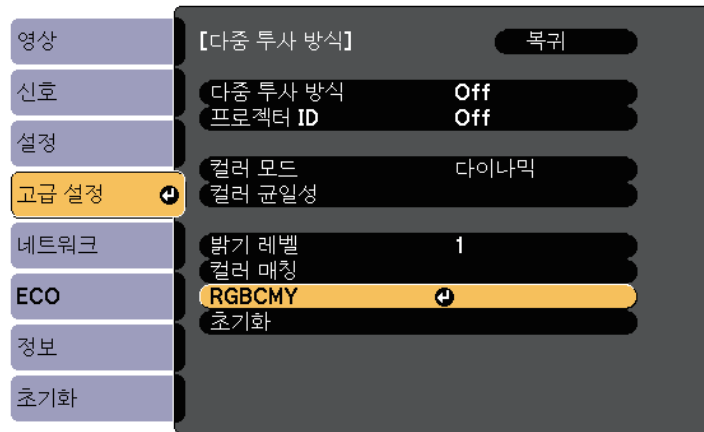 영상
신호
설정
고급 설정
네트워크
ECO
정보
초기화
[다중 투사 방식] 복귀
다중 투사 방식 Off
프로젝터 ID Off
컬러 모드 다이나믹
컬러 균일성
밝기 레벨 1
컬러 매칭
RGBCMY
초기화